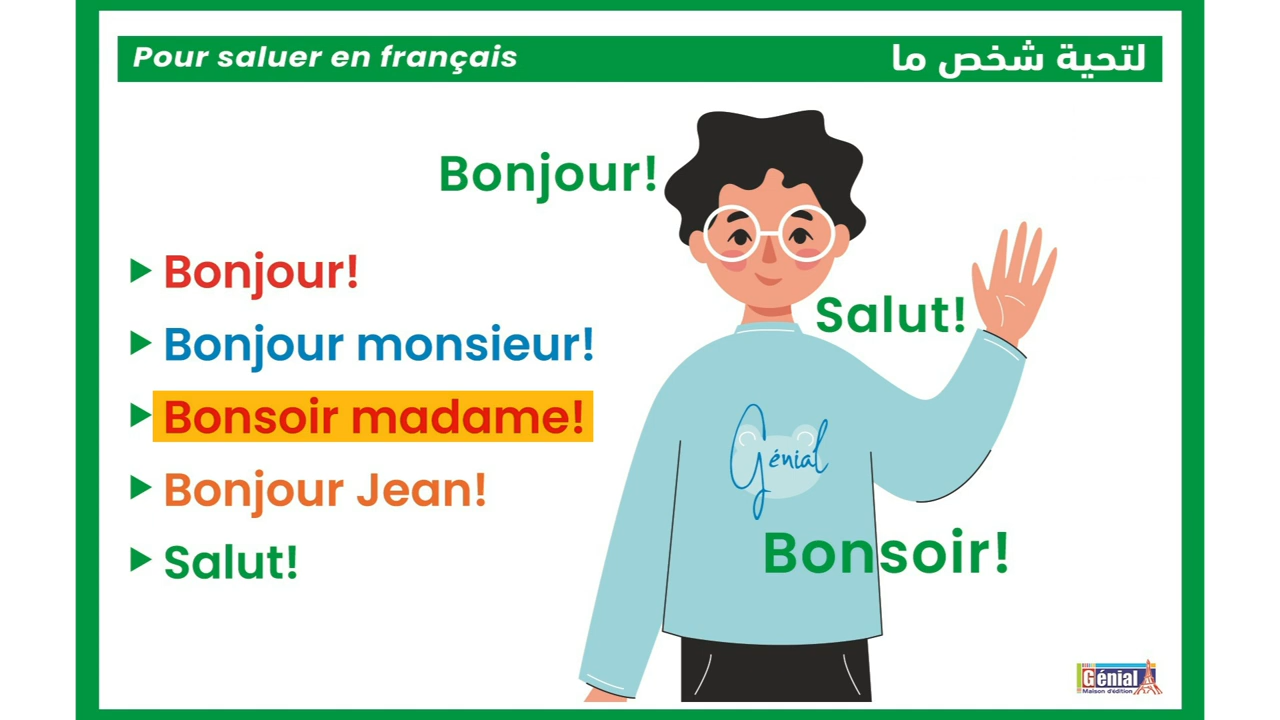 Pour saluer en français
لتحية شخص ما
Bonjour!
Bonjour!
Bonjour monsieur!
Bonsoir madame!
Bonjour Jean!
Salut!
Salut!
Génial
Bonsoir!
Génial
Maison d'édition